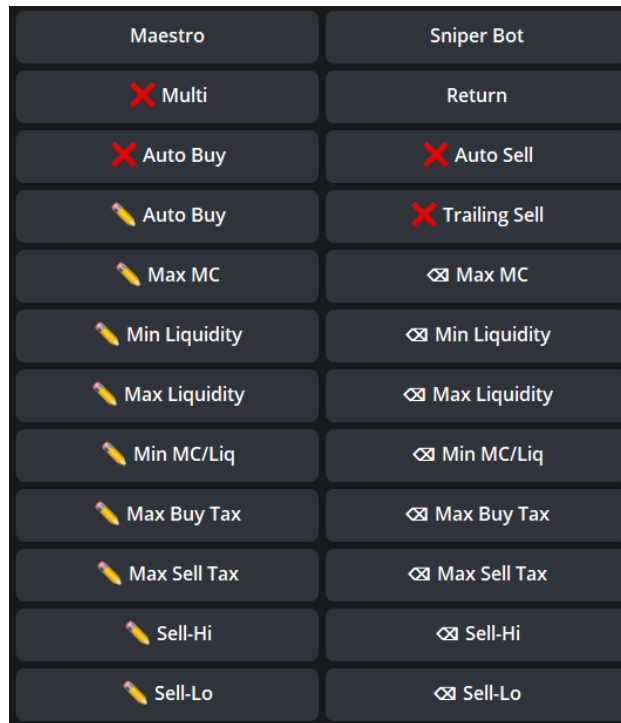 Maestro Sniper Bot
❌ Multi Return
❌ Auto Buy ❌ Auto Sell
✏️ Auto Buy ❌ Trailing Sell
✏️ Max MC ⌫ Max MC
✏️ Min Liquidity ⌫ Min Liquidity
✏️ Max Liquidity ⌫ Max Liquidity
✏️ Min MC/Liq ⌫ Min MC/Liq
✏️ Max Buy Tax ⌫ Max Buy Tax
✏️ Max Sell Tax ⌫ Max Sell Tax
✏️ Sell-Hi ⌫ Sell-Hi
✏️ Sell-Lo ⌫ Sell-Lo